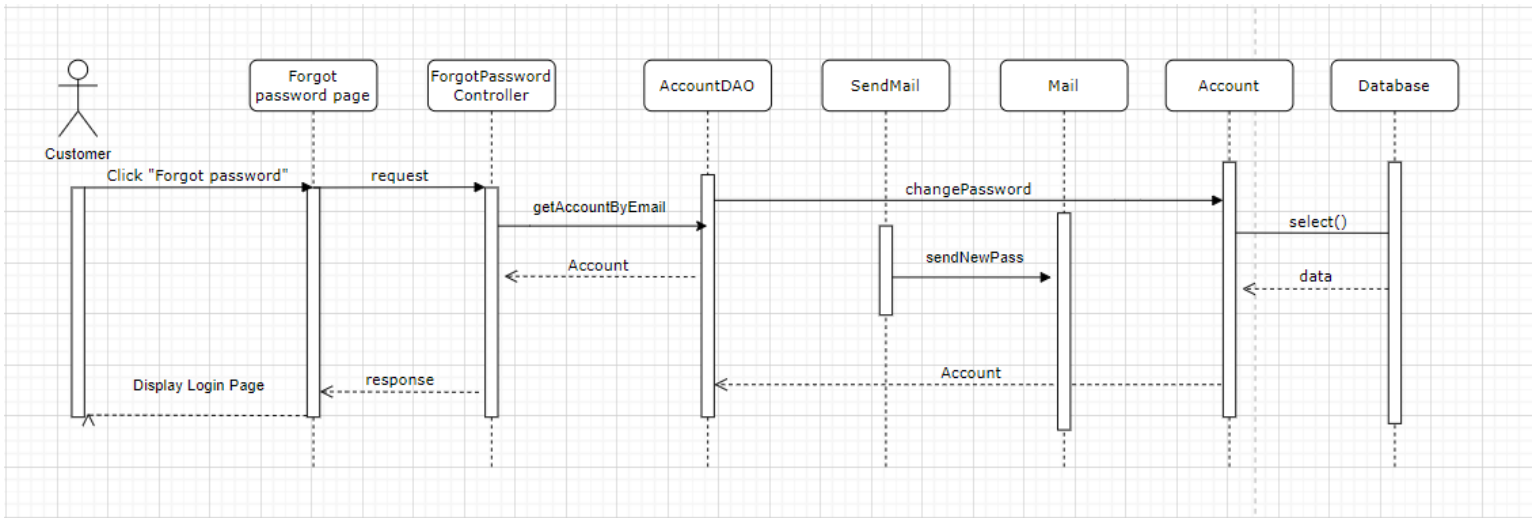 Forgot
password page
ForgotPassword
Controller
AccountDAO
SendMail
Mail
Account
Database
Customer
Click "Forgot password"
request
changePassword
getAccountByEmail
select()
sendNewPass
Account
data
Account
response
Display Login Page